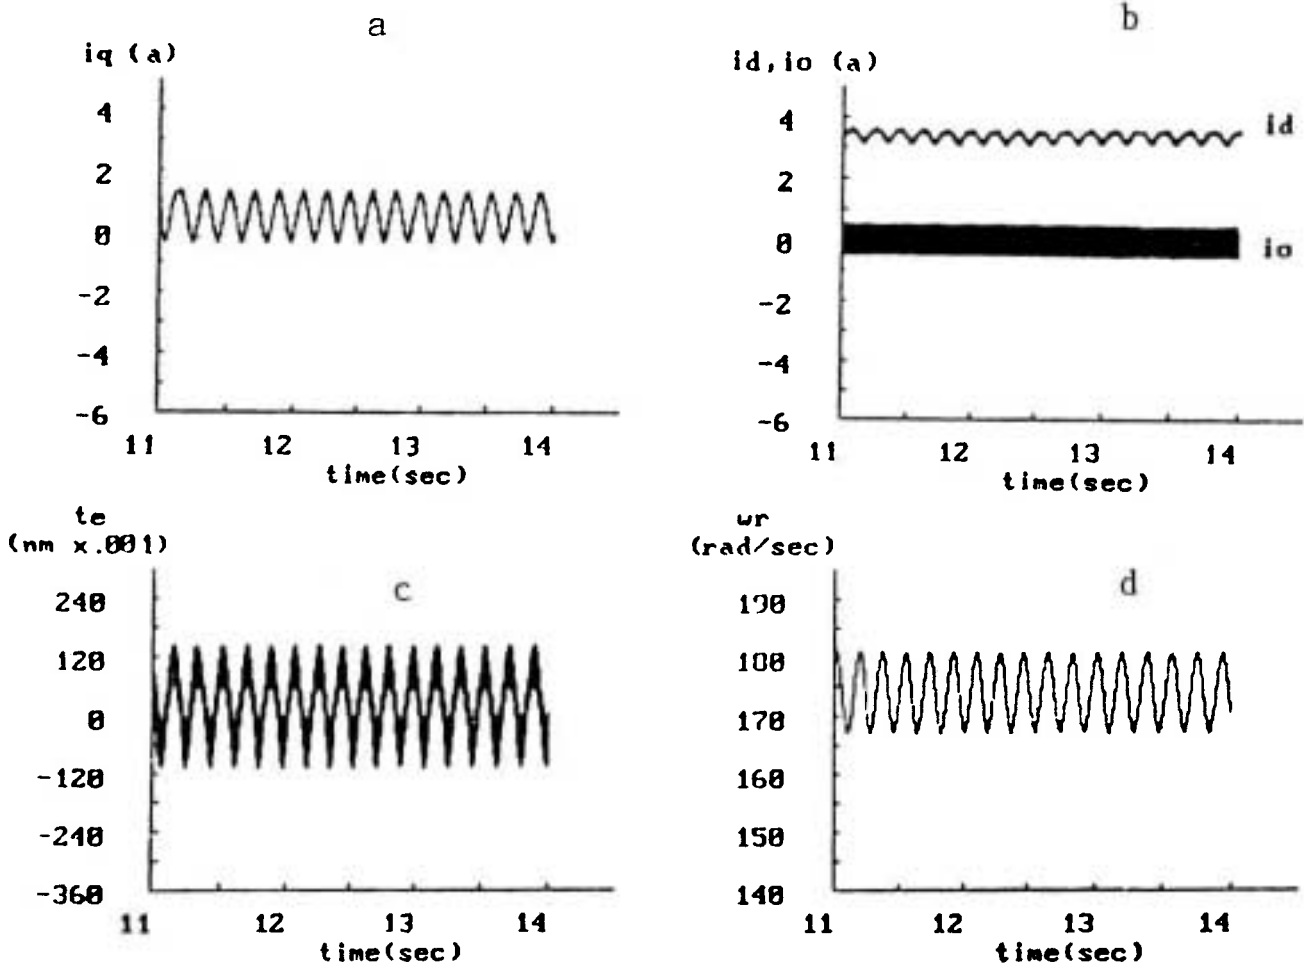 a
iq (a)
4
2
0
-2
-4
-6
11 12 13 14
time(sec)
b
id,io (a)
4
2
0
-2
-4
-6
id
io
11 12 13 14
time(sec)
te
(nm x.001)
c
240
120
0
-120
-240
-360
11 12 13 14
time(sec)
wr
(rad/sec)
d
190
180
170
160
150
140
11 12 13 14
time(sec)